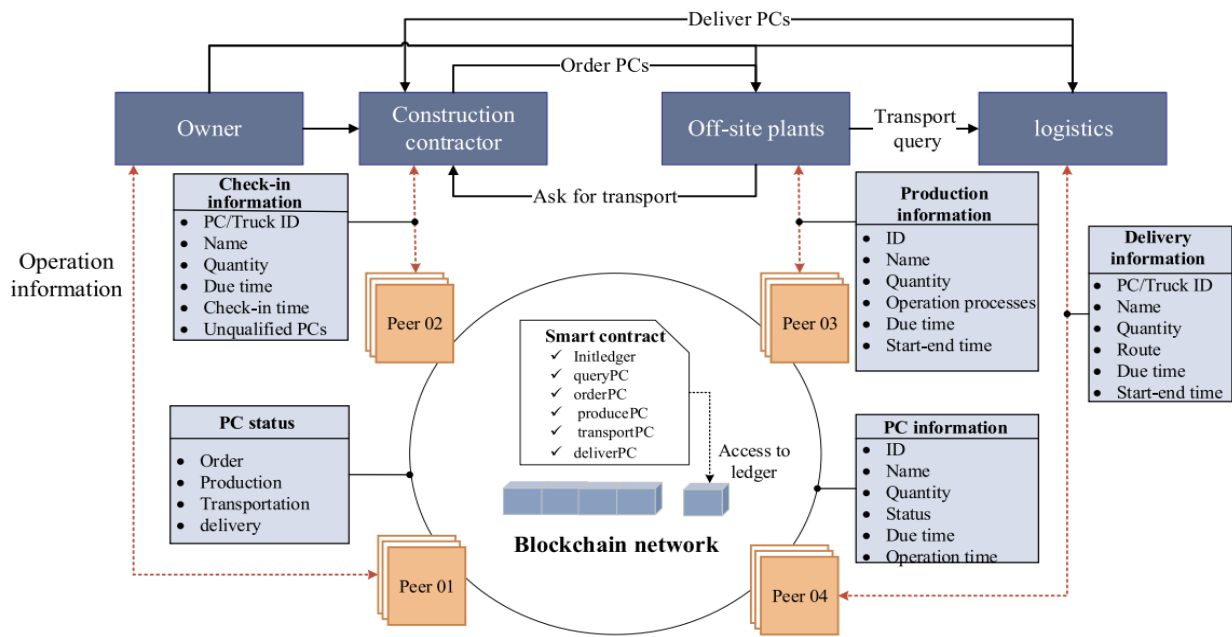 Deliver PCs
Order PCs
Owner
Construction
contractor
Off-site plants
Transport
query
logistics
Ask for transport
Check-in
information
• PC/Truck ID
• Name
• Quantity
• Due time
• Check-in time
• Unqualified PCs
Production
information
• ID
• Name
• Quantity
• Operation processes
• Due time
• Start-end time
Delivery
information
• PC/Truck ID
• Name
• Quantity
• Route
• Due time
• Start-end time
Operation
information
Peer 02
Peer 03
Smart contract
✓ Initledger
✓ queryPC
✓ orderPC
✓ producePC
✓ transportPC
✓ deliverPC
Access to
ledger
PC status
• Order
• Production
• Transportation
• delivery
PC information
• ID
• Name
• Quantity
• Status
• Due time
• Operation time
Blockchain network
Peer 01
Peer 04